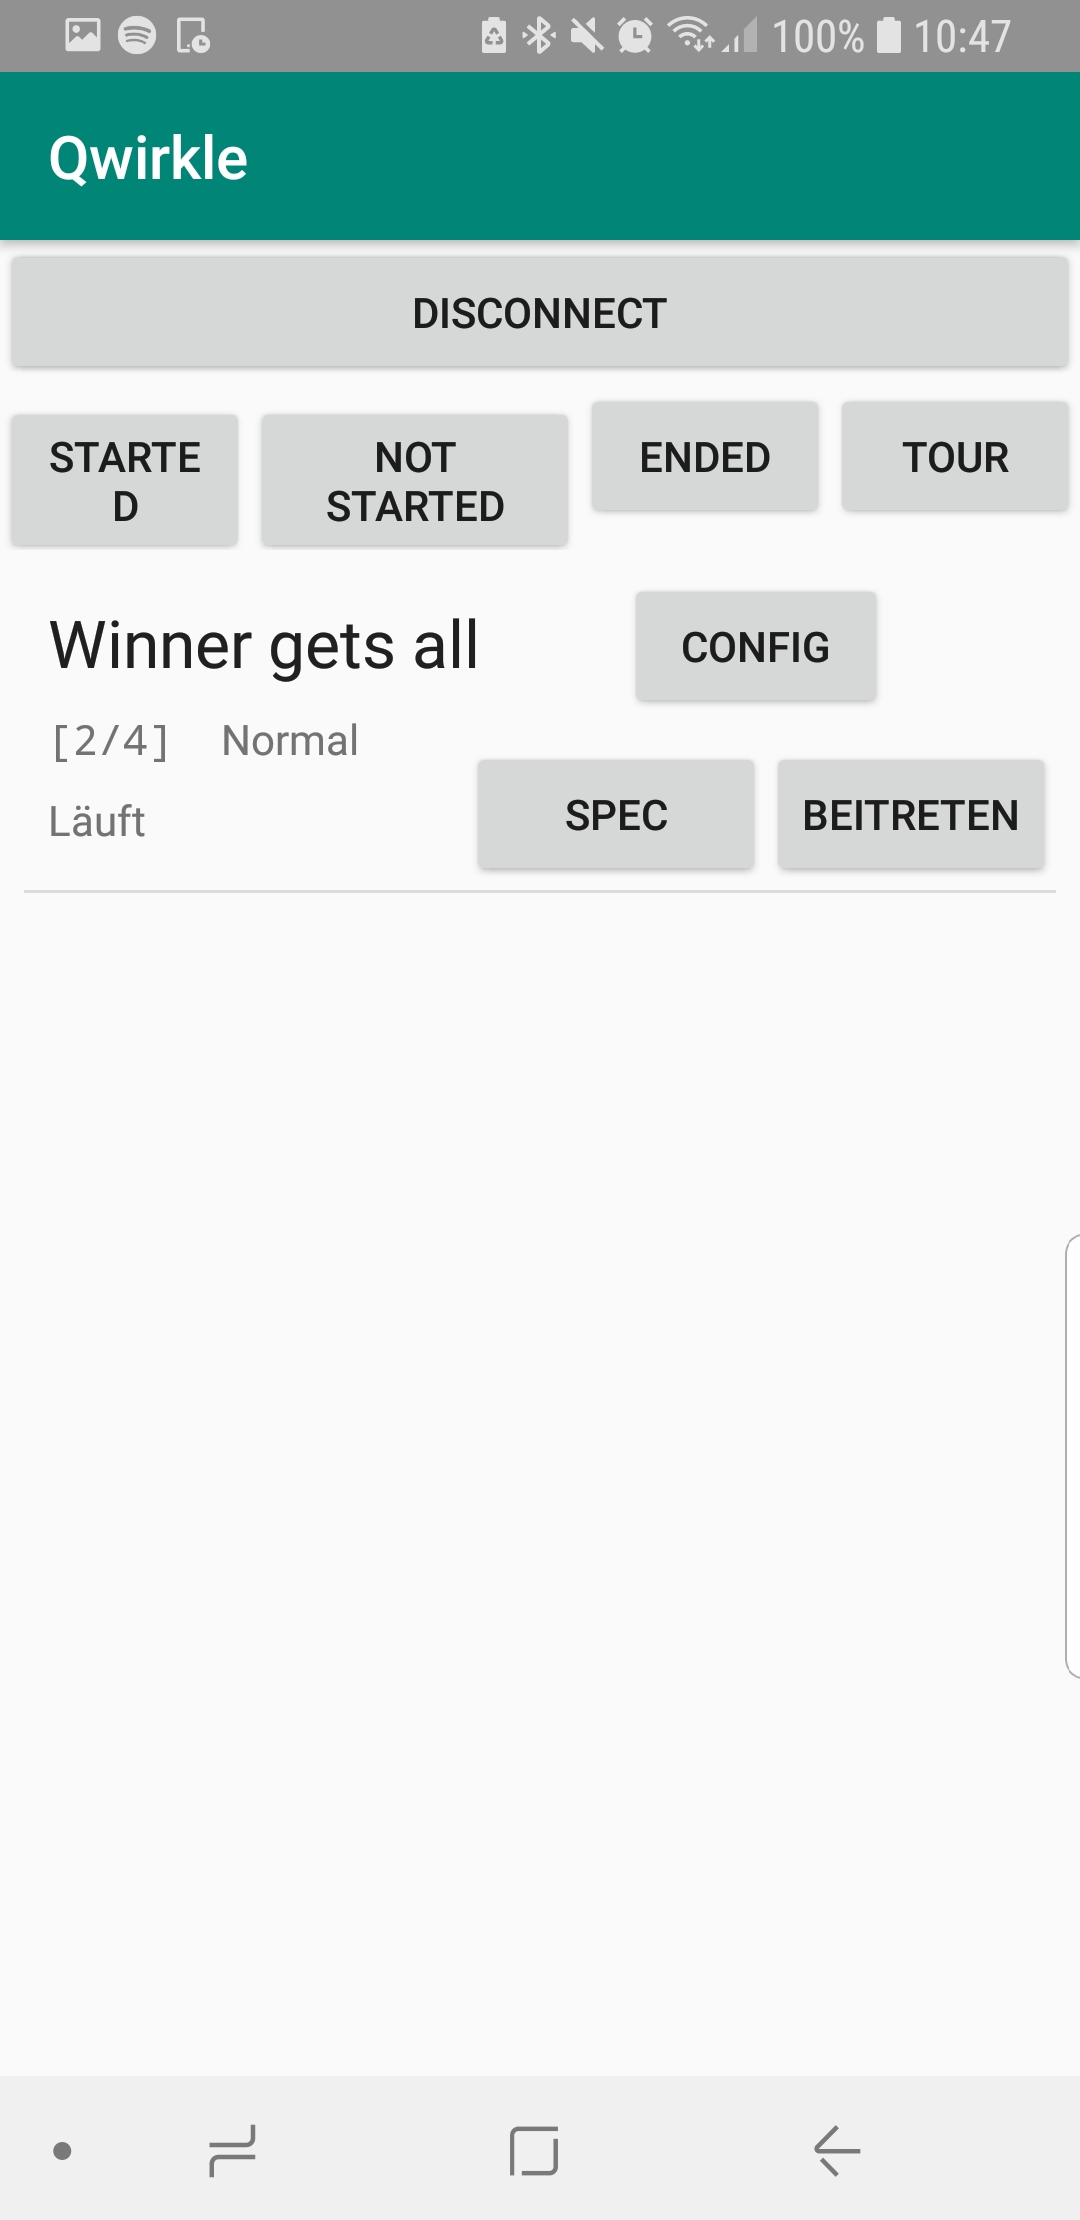 100% 10:47
Qwirkle
DISCONNECT
STARTE
D
NOT
STARTED
ENDED
TOUR
Winner gets all
CONFIG
[2/4] Normal
Läuft
SPEC
BEITRETEN